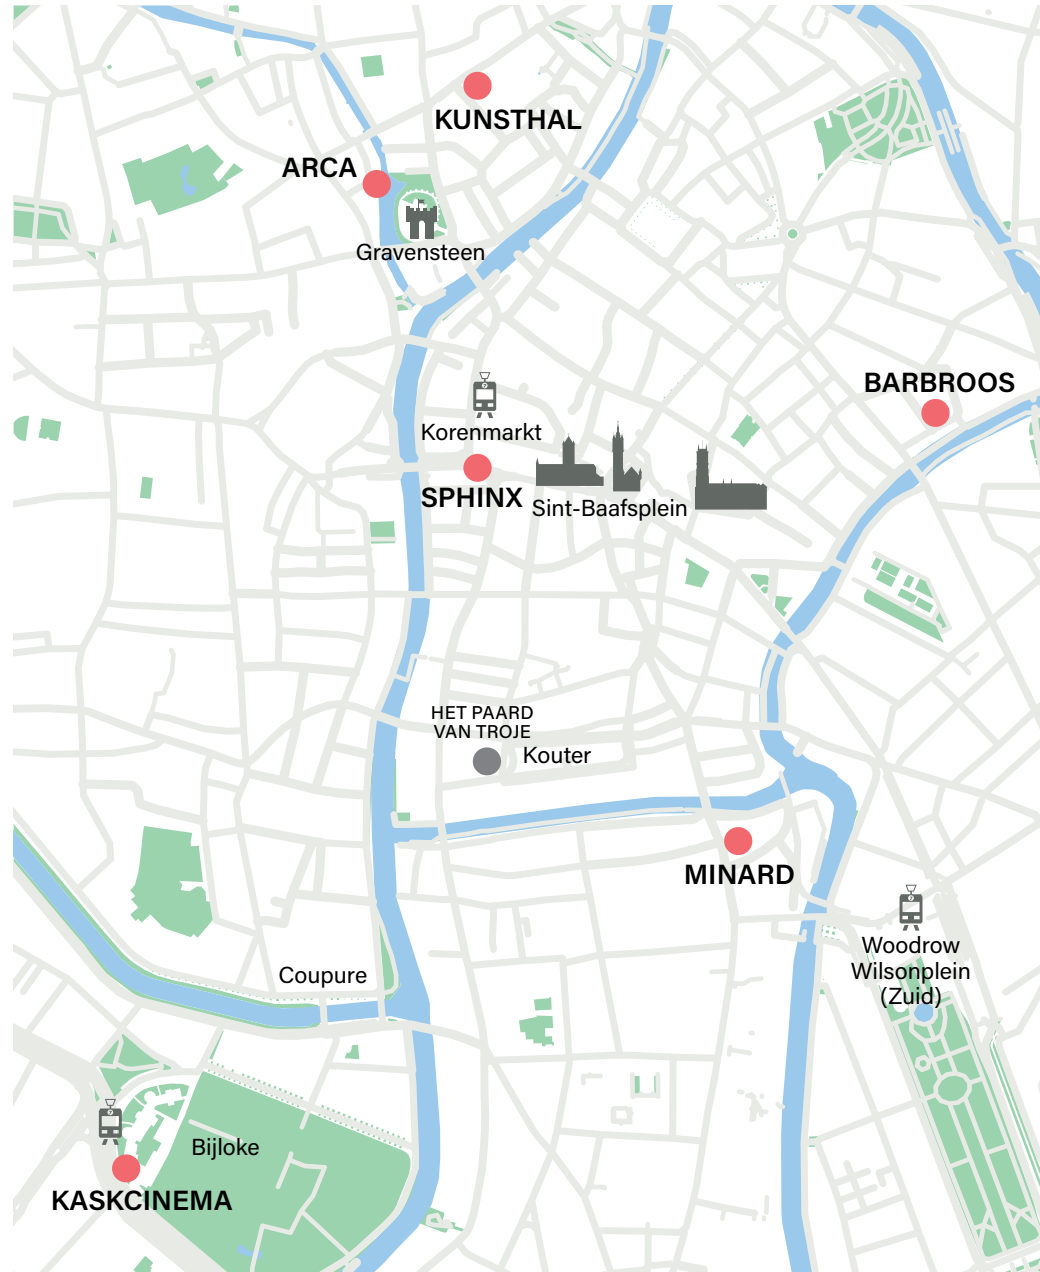 KUNSTHAL
ARCA
Gravensteen
BARBROOS
Korenmarkt
SPHINX
Sint-Baafsplein
HET PAARD
VAN TROJE
Kouter
MINARD
Woodrow
Wilsonplein
(Zuid)
Coupure
Bijloke
KASKCINEMA